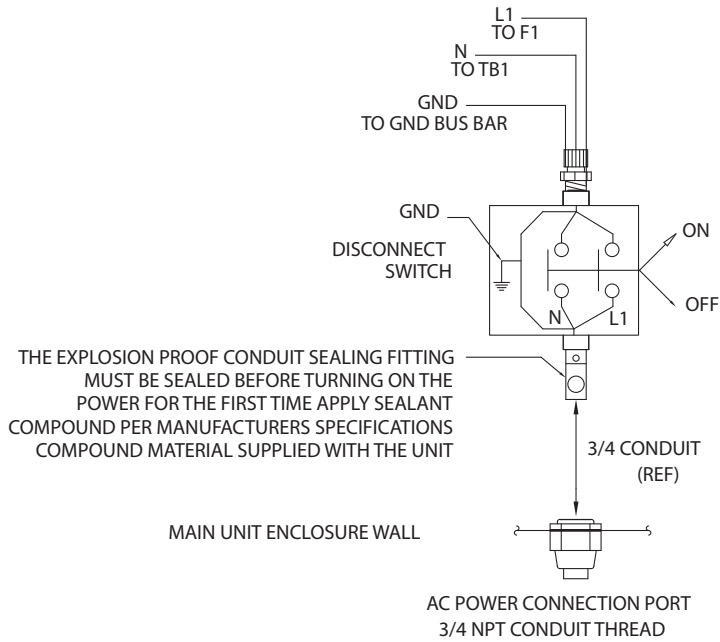 L1
TO F1
N
TO TB1
GND
TO GND BUS BAR
GND
DISCONNECT
SWITCH
ON
OFF
N
L1
THE EXPLOSION PROOF CONDUIT SEALING FITTING
MUST BE SEALED BEFORE TURNING ON THE
POWER FOR THE FIRST TIME APPLY SEALANT
COMPOUND PER MANUFACTURERS SPECIFICATIONS
COMPOUND MATERIAL SUPPLIED WITH THE UNIT
3/4 CONDUIT
(REF)
MAIN UNIT ENCLOSURE WALL
AC POWER CONNECTION PORT
3/4 NPT CONDUIT THREAD